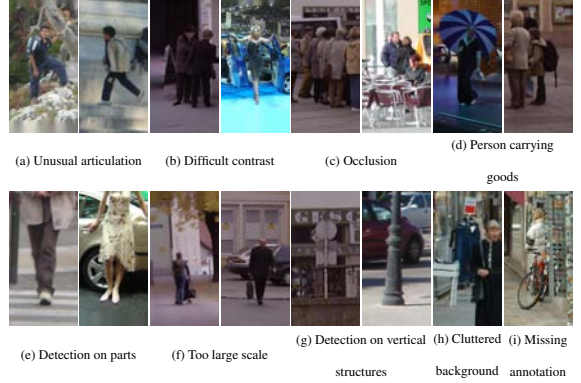 (a) Unusual articulation
(b) Difficult contrast
(c) Occlusion
(d) Person carrying
goods
(e) Detection on parts
(f) Too large scale
(g) Detection on vertical
structures
(h) Cluttered
background
(i) Missing
annotation